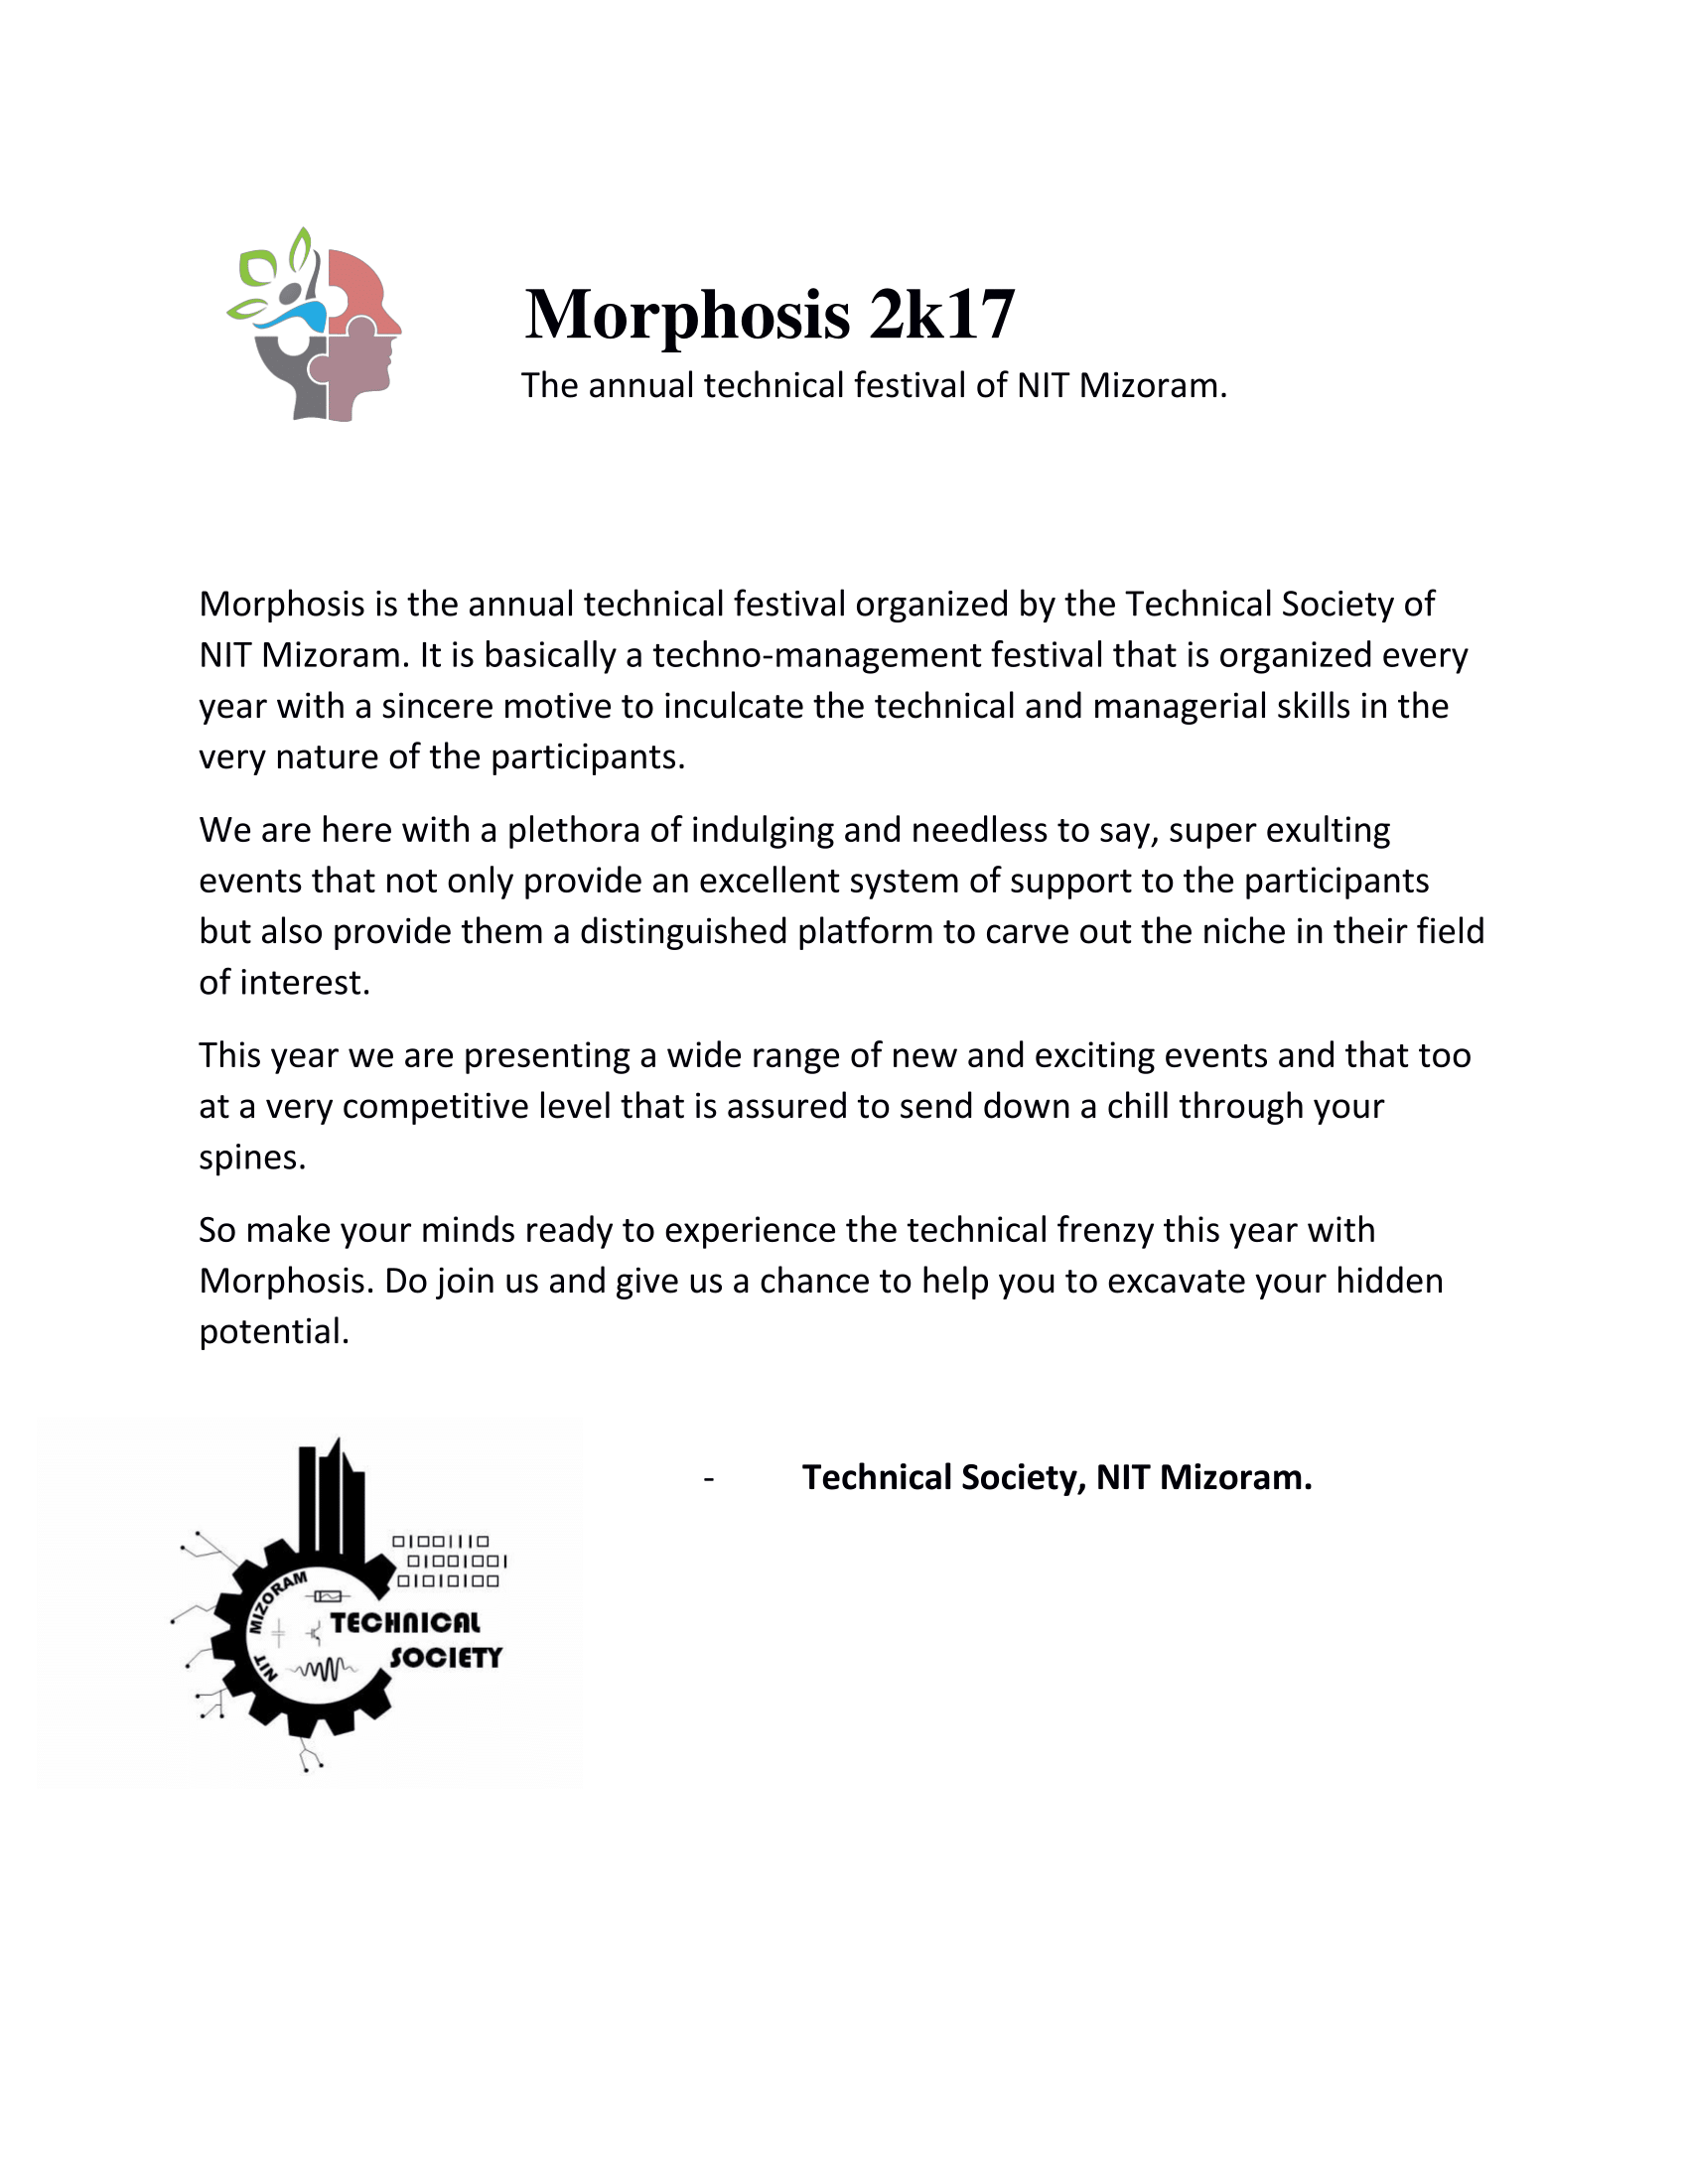 Morphosis 2k17
The annual technical festival of NIT Mizoram.
Morphosis is the annual technical festival organized by the Technical Society of
NIT Mizoram. It is basically a techno-management festival that is organized every
year with a sincere motive to inculcate the technical and managerial skills in the
very nature of the participants.
We are here with a plethora of indulging and needless to say, super exulting
events that not only provide an excellent system of support to the participants
but also provide them a distinguished platform to carve out the niche in their field
of interest.
This year we are presenting a wide range of new and exciting events and that too
at a very competitive level that is assured to send down a chill through your
spines.
So make your minds ready to experience the technical frenzy this year with
Morphosis. Do join us and give us a chance to help you to excavate your hidden
potential.
- Technical Society, NIT Mizoram.
01001110
01001001
01010100
NIT MIZORAM
TECHNICAL
SOCIETY